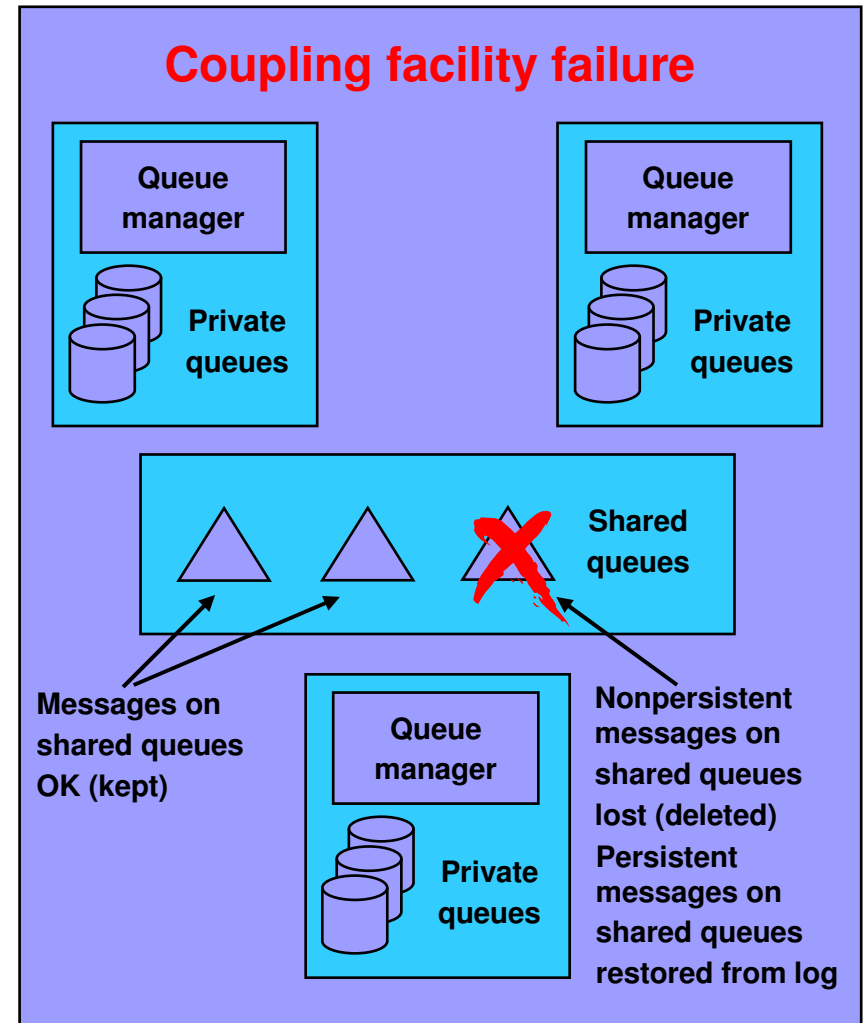 Coupling facility failure
Queue
manager
Private
queues
Queue
manager
Private
queues
Shared
queues
Messages on
shared queues
OK (kept)
Queue
manager
Private
queues
Nonpersistent
messages on
shared queues
lost (deleted)
Persistent
messages on
shared queues
restored from log